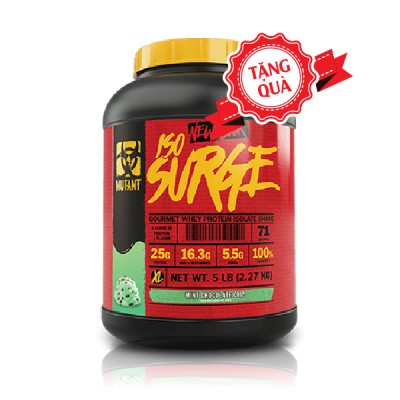 TẶNG
QUÀ
ISO
SURGE
MUTANT
GOURMET WHEY PROTEIN ISOLATE SHAKE
71
25G 16.3G 5.5G 100%
XL NET WT. 5 LB (2.27 KG)
MINT CHOCOLATE CHIP